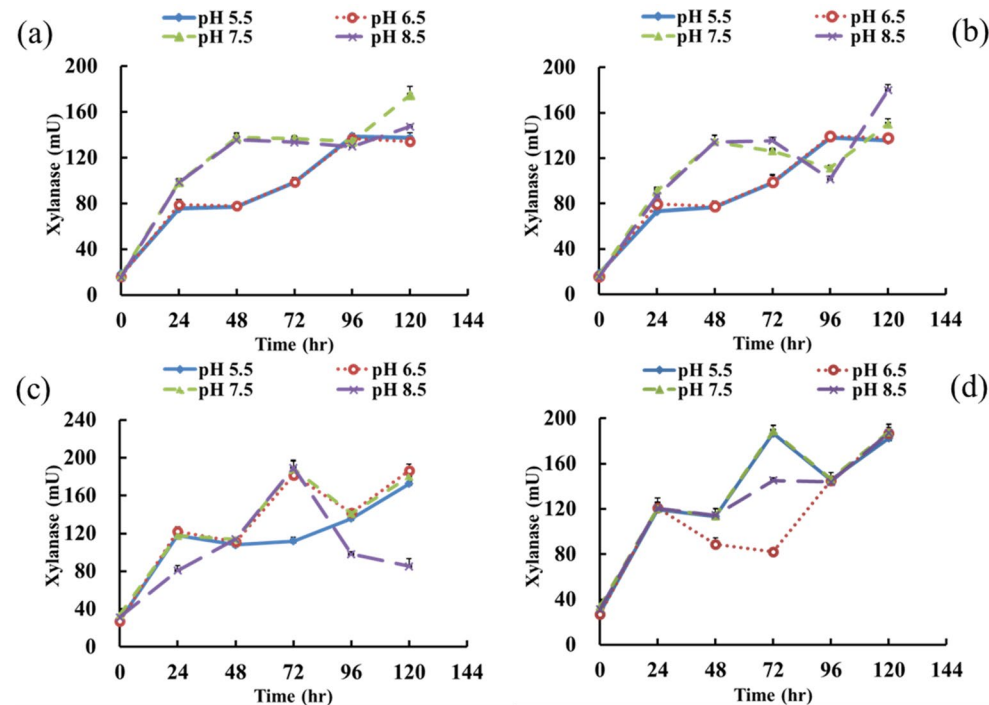 (a)
pH 5.5 pH 6.5
pH 7.5 pH 8.5
200
160
120
80
40
0
Xylanase (mU)
0 24 48 72 96 120 144
Time (hr)
(b)
pH 5.5 pH 6.5
pH 7.5 pH 8.5
200
160
120
80
40
0
Xylanase (mU)
0 24 48 72 96 120 144
Time (hr)
(c)
pH 5.5 pH 6.5
pH 7.5 pH 8.5
240
200
160
120
80
40
0
Xylanase (mU)
0 24 48 72 96 120 144
Time (hr)
(d)
pH 5.5 pH 6.5
pH 7.5 pH 8.5
200
160
120
80
40
0
Xylanase (mU)
0 24 48 72 96 120 144
Time (hr)